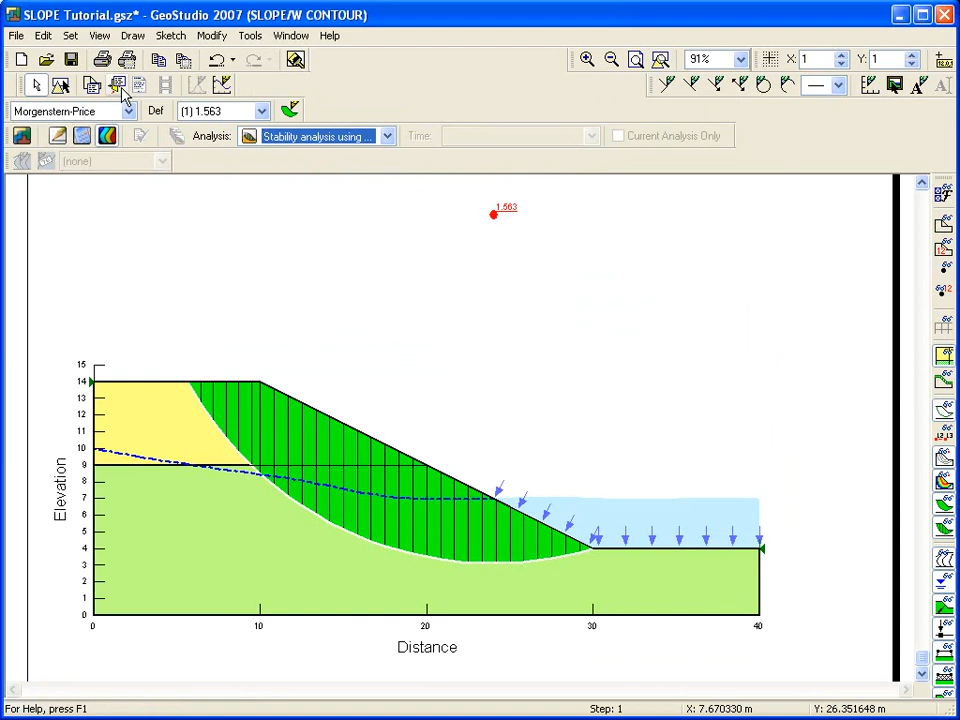 SLOPE Tutorial.gsz* - GeoStudio 2007 (SLOPE/W CONTOUR)
File Edit Set View Draw Sketch Modify Tools Window Help
91% X: 1 Y: 1
Morgenstern-Price Def (1) 1.563
Analysis: Stability analysis using ... Time: Current Analysis Only
(none)
1.563
15
14
13
12
11
10
9
8
7
6
5
4
3
2
1
0
Elevation
0 10 20 30 40
Distance
For Help, press F1 Step: 1 X: 7.670330 m Y: 26.351648 m